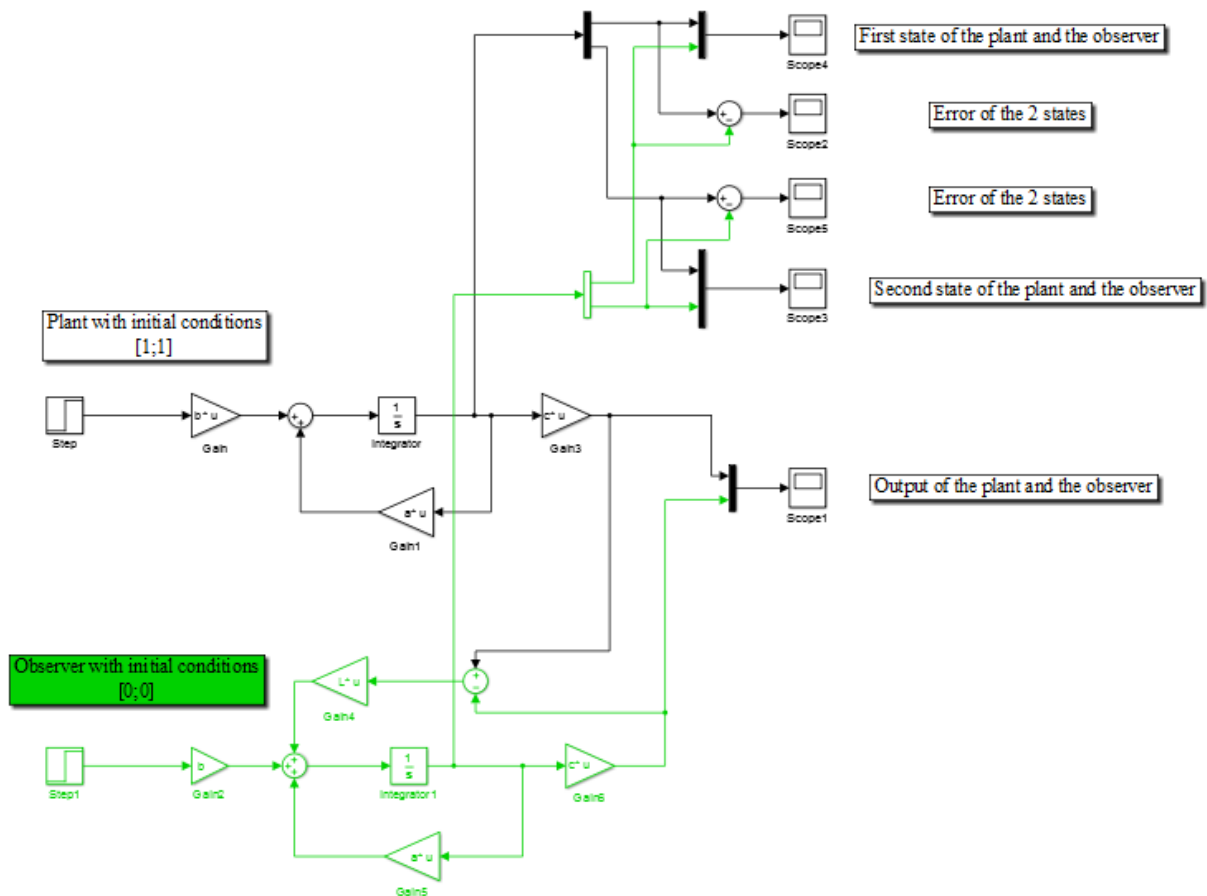 First state of the plant and the observer
Scope4
Error of the 2 states
+
−
Scope2
Error of the 2 states
+
−
Scope5
Second state of the plant and the observer
Scope3
Plant with initial conditions
[1;1]
Step
b* u
Gain
+
+
1
s
Integrator
c* u
Gain3
a* u
Gain1
Output of the plant and the observer
Scope1
Observer with initial conditions
[0;0]
L* u
Gain4
+
−
Step1
b
Gain2
+
+
+
1
s
Integrator1
c* u
Gain6
a* u
Gain5